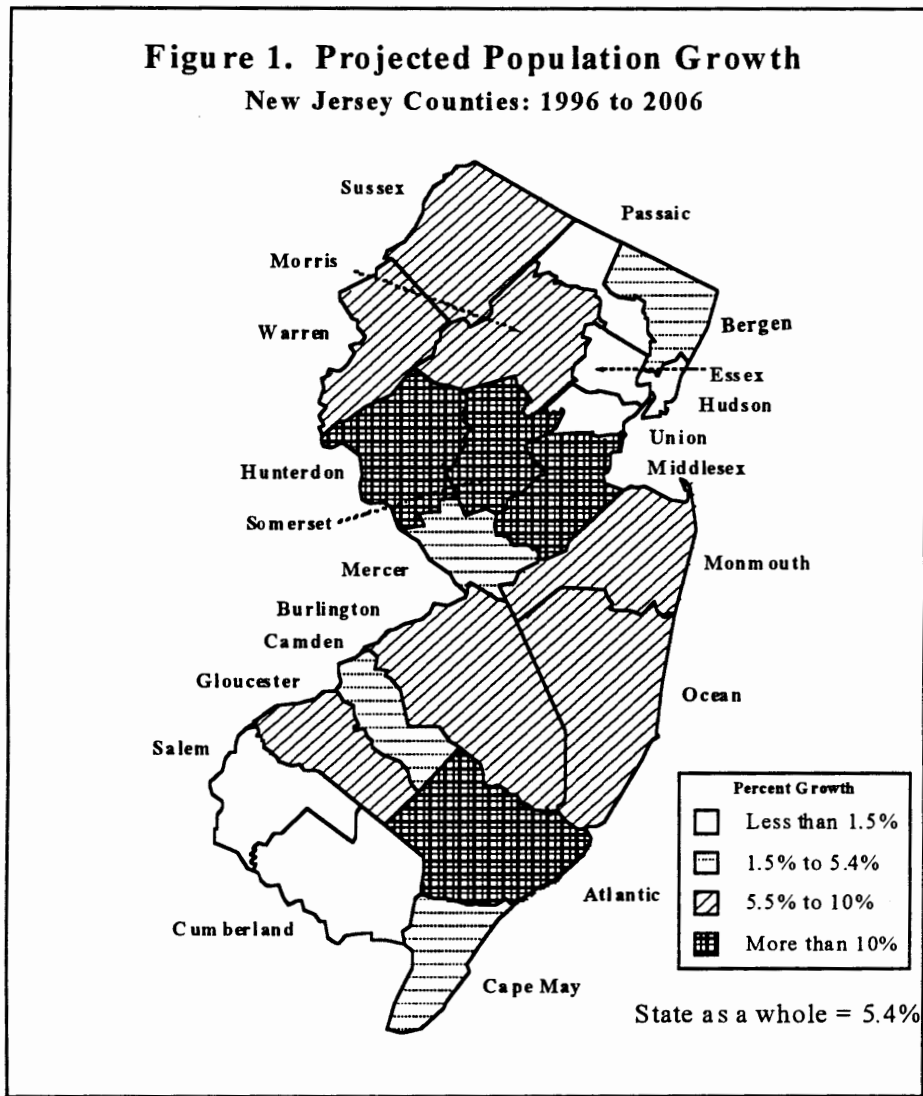 Figure 1. Projected Population Growth
New Jersey Counties: 1996 to 2006
Sussex
Passaic
Morris
Warren
Bergen
Essex
Hudson
Union
Hunterdon
Middlesex
Somerset
Mercer
Monmouth
Burlington
Camden
Gloucester
Ocean
Salem
Percent Growth
Less than 1.5%
1.5% to 5.4%
5.5% to 10%
More than 10%
Atlantic
Cumberland
Cape May
State as a whole = 5.4%